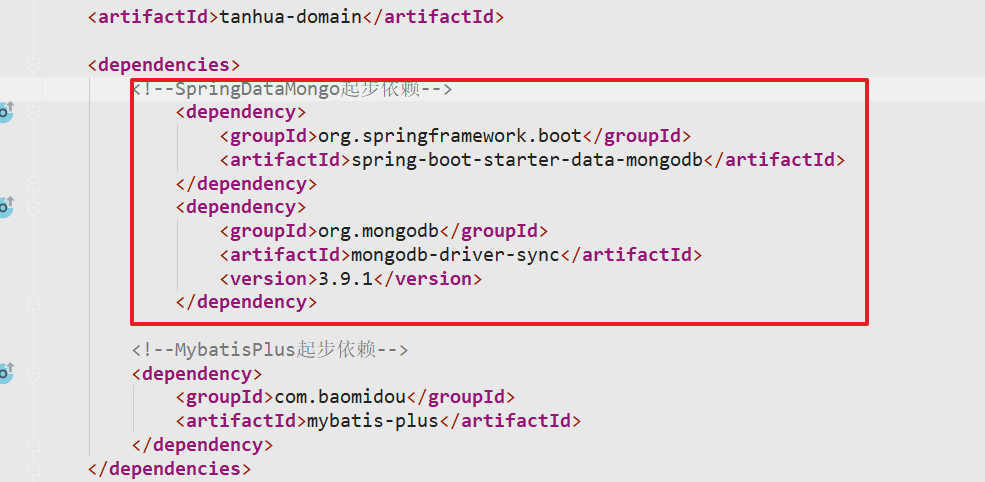 <artifactId>tanhua-domain</artifactId>
<dependencies>
<!--SpringDataMongo起步依赖-->
<dependency>
<groupId>org.springframework.boot</groupId>
<artifactId>spring-boot-starter-data-mongodb</artifactId>
</dependency>
<dependency>
<groupId>org.mongodb</groupId>
<artifactId>mongodb-driver-sync</artifactId>
<version>3.9.1</version>
</dependency>
<!--MybatisPlus起步依赖-->
<dependency>
<groupId>com.baomidou</groupId>
<artifactId>mybatis-plus</artifactId>
</dependency>
</dependencies>